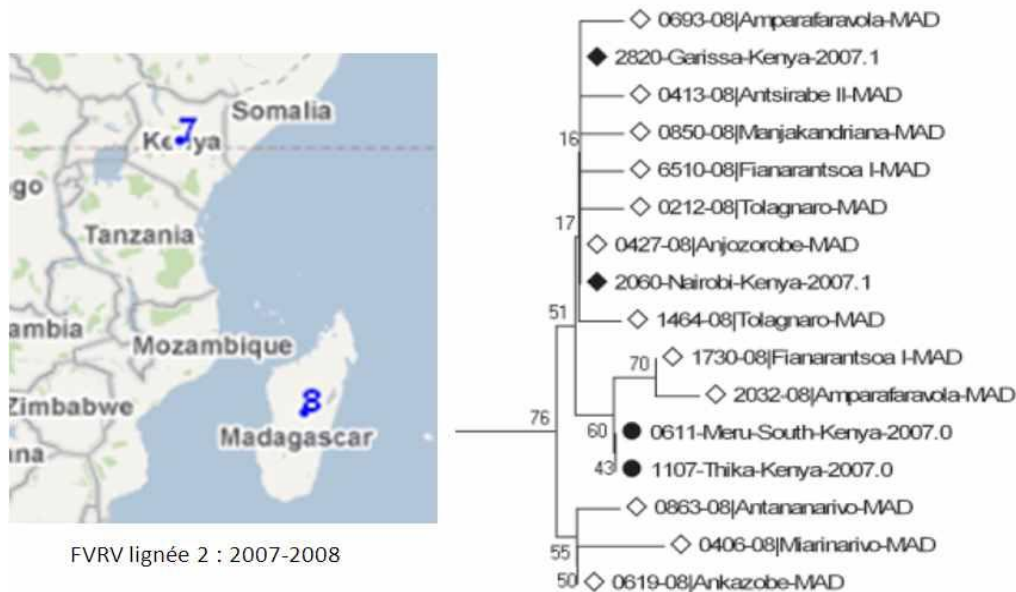 Somalia
7
Kenya
go
Tanzania
ambia
Mozambique
Zimbabwe
8
Madagascar
na
FVRV lignée 2 : 2007-2008
0693-08|Amparafaravola-MAD
2820-Garissa-Kenya-2007.1
0413-08|Antsirabe II-MAD
0850-08|Manjakandriana-MAD
16
6510-08|Fianarantsoa I-MAD
0212-08|Tolagnaro-MAD
17
0427-08|Anjozorobe-MAD
2060-Nairobi-Kenya-2007.1
51
1464-08|Tolagnaro-MAD
1730-08|Fianarantsoa I-MAD
70
2032-08|Amparafaravola-MAD
76
60
0611-Meru-South-Kenya-2007.0
43
1107-Thika-Kenya-2007.0
0863-08|Antananarivo-MAD
55
0406-08|Miarinarivo-MAD
50
0619-08|Ankazobe-MAD